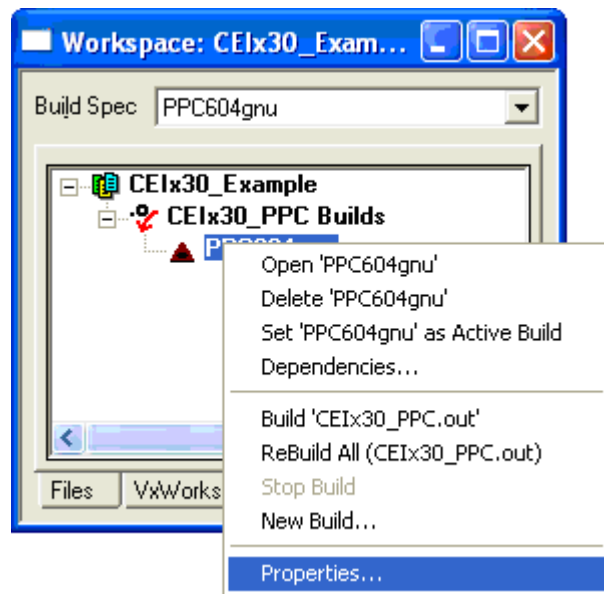 Workspace: CEIx30_Exam...
Build Spec PPC604gnu
CEIx30_Example
CEIx30_PPC Builds
Open 'PPC604gnu'
Delete 'PPC604gnu'
Set 'PPC604gnu' as Active Build
Dependencies...
Build 'CEIx30_PPC.out'
ReBuild All (CEIx30_PPC.out)
Stop Build
New Build...
Properties...
Files VxWorks